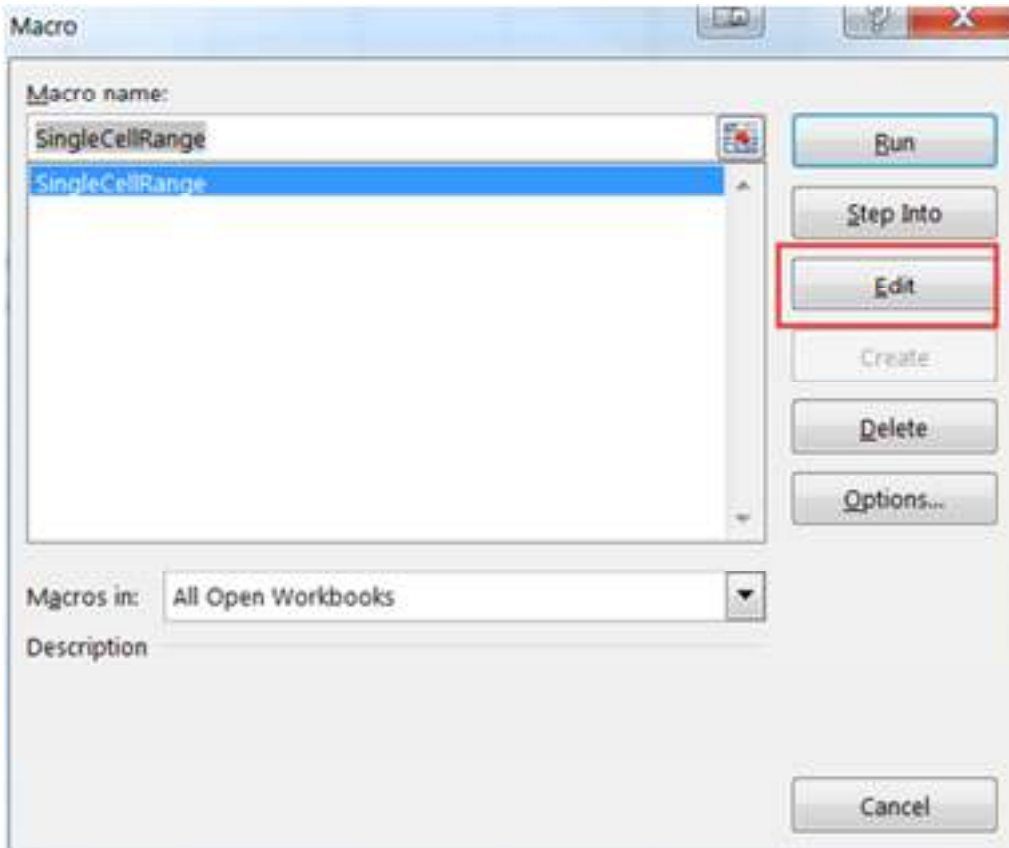 Macro
Macro name:
SingleCellRange
SingleCellRange
Run
Step Into
Edit
Create
Delete
Options...
Macros in:
All Open Workbooks
Description
Cancel